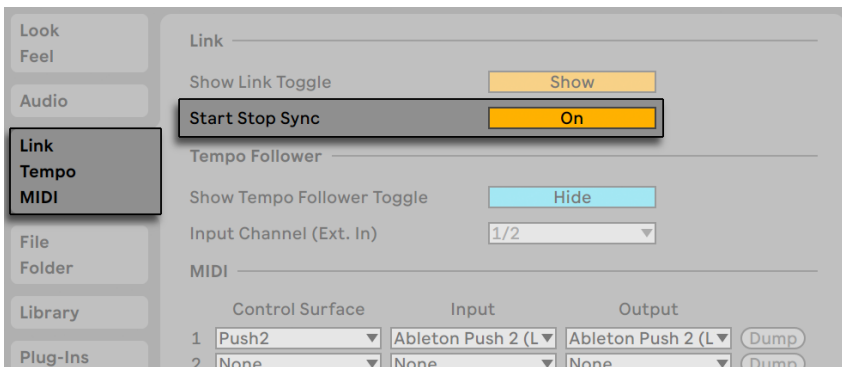 Look
Feel
Audio
Link
Tempo
MIDI
File
Folder
Library
Plug-Ins
Link
Show Link Toggle Show
Start Stop Sync On
Tempo Follower
Show Tempo Follower Toggle Hide
Input Channel (Ext. In) 1/2
MIDI
Control Surface Input Output
1 Push2 Ableton Push 2 (L Ableton Push 2 (L Dump
2 None None None Dump